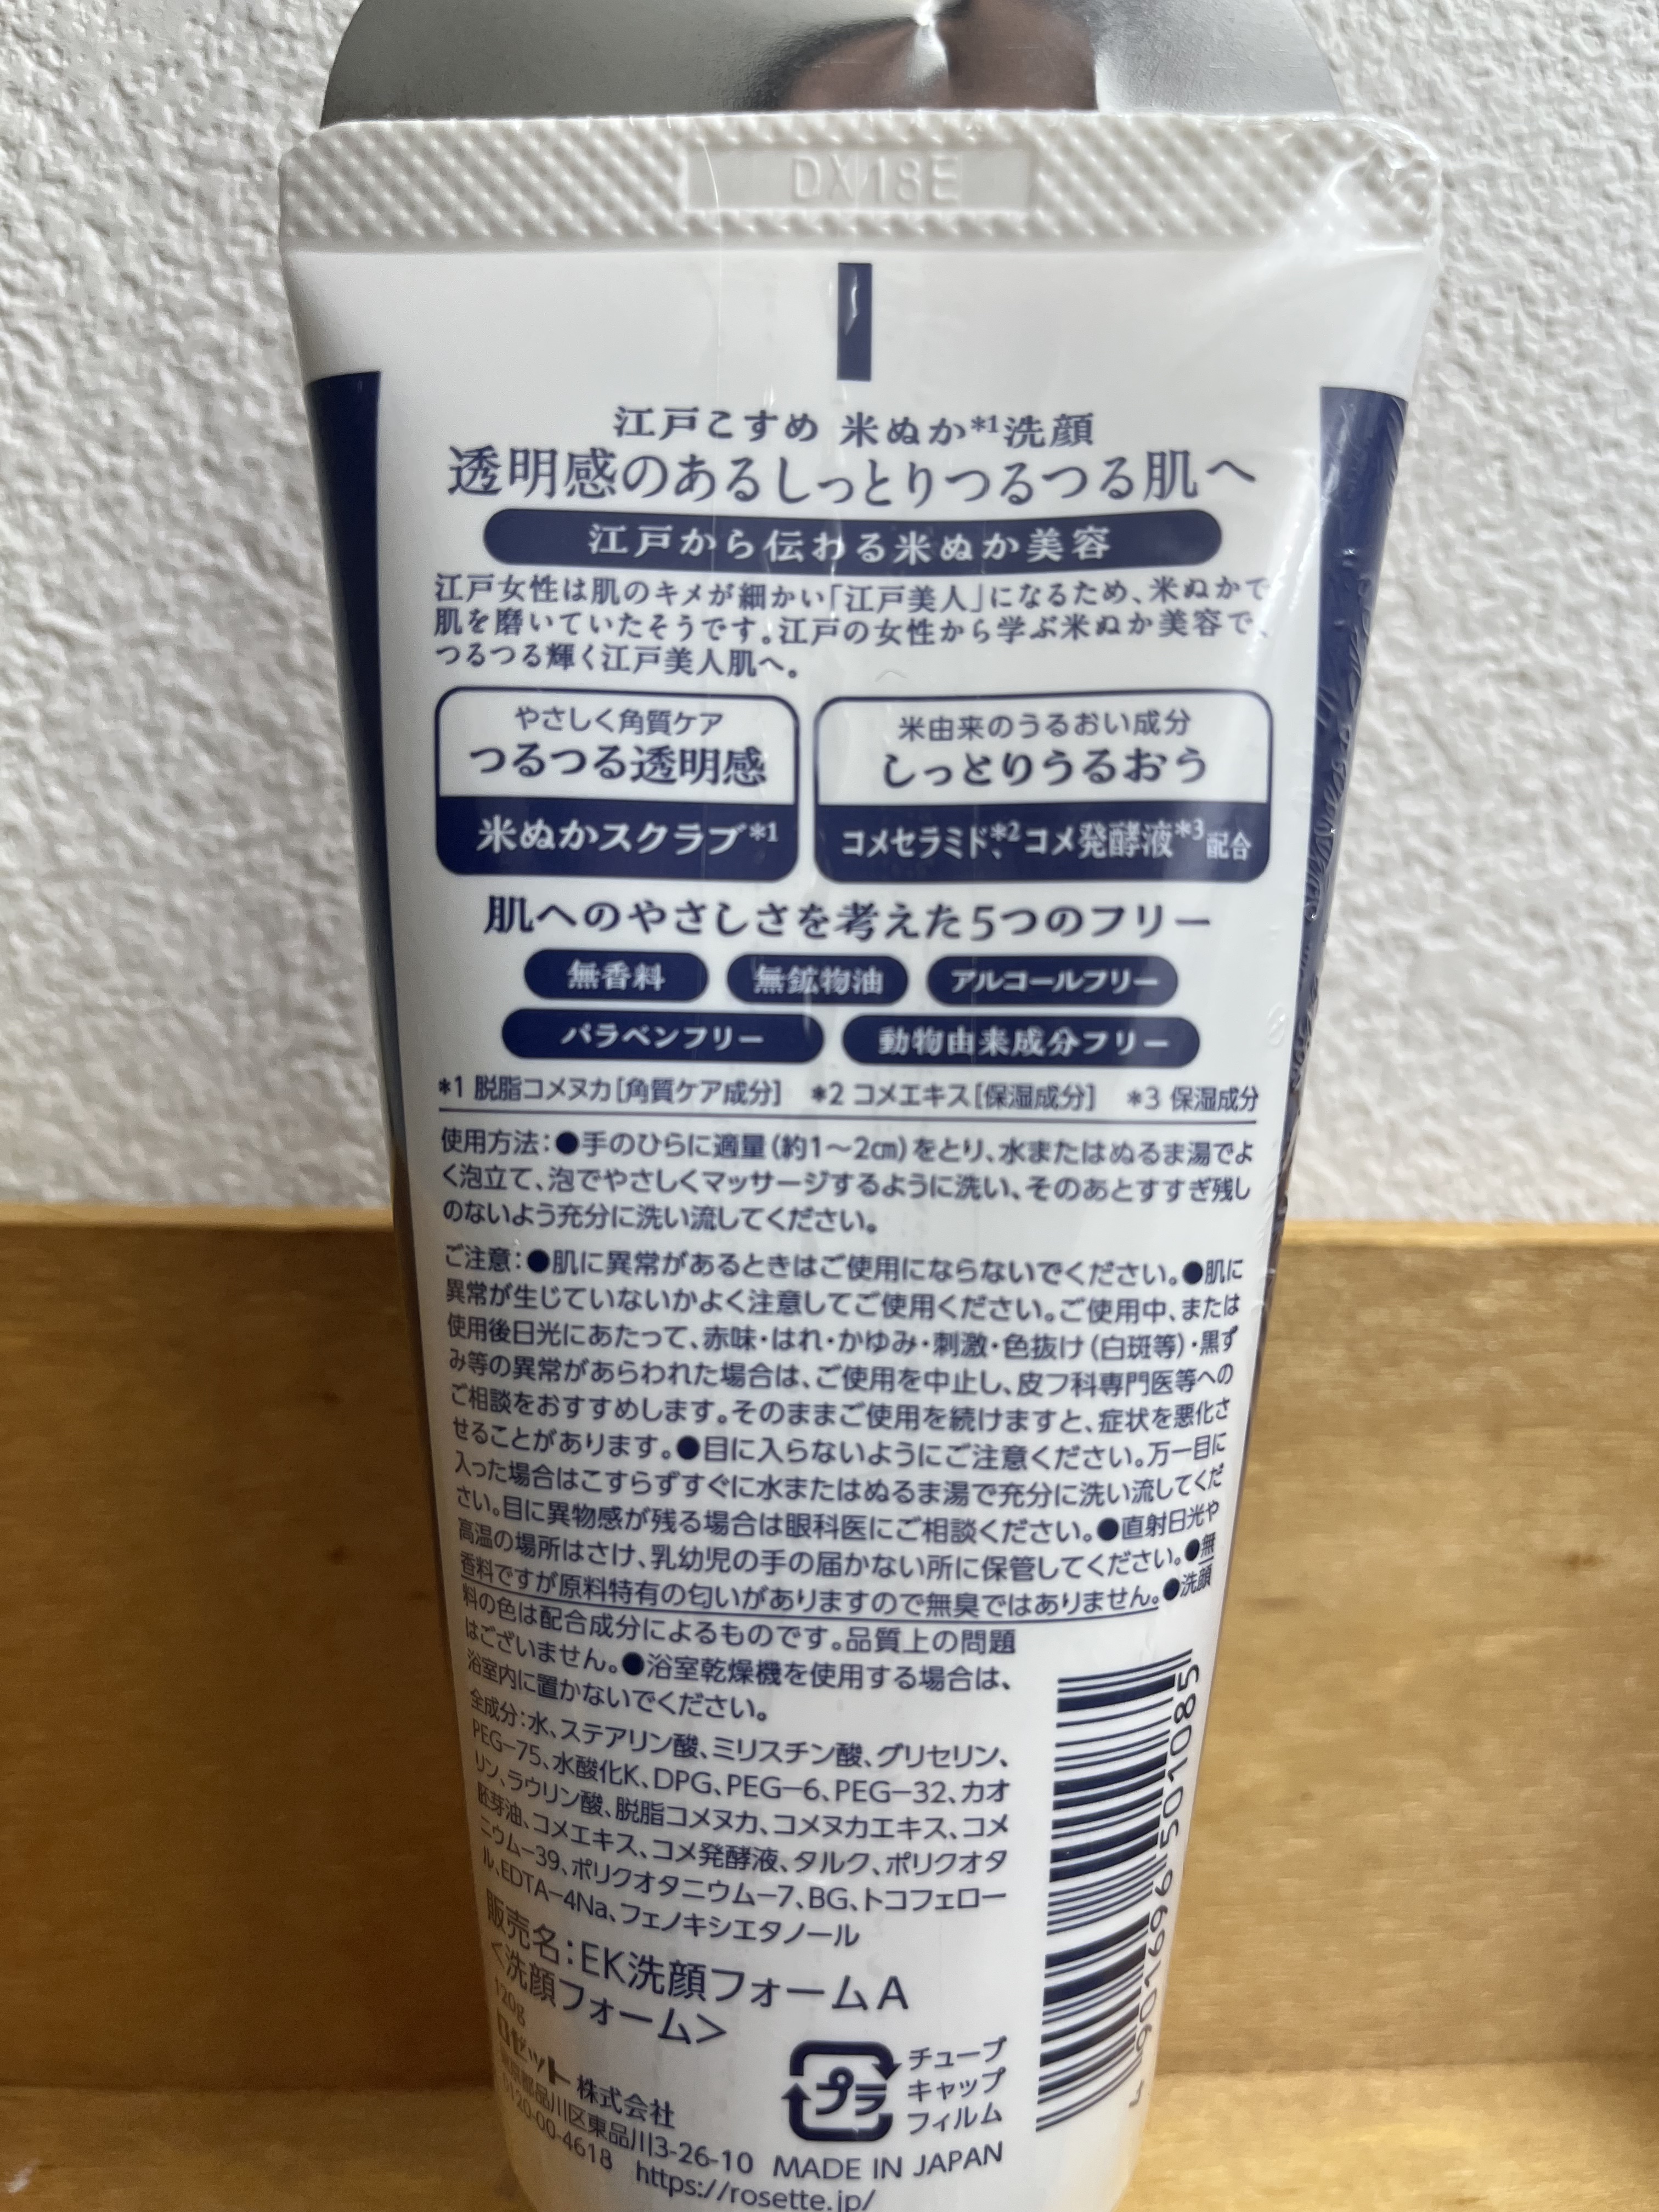 DX18E
江戸こすめ 米ぬか*1洗顔
透明感のあるしっとりつるつる肌へ
江戸から伝わる米ぬか美容
江戸女性は肌のキメが細かい「江戸美人」になるため、米ぬかで
肌を磨いていたそうです。江戸の女性から学ぶ米ぬか美容で、
つるつる輝く江戸美人肌へ。
やさしく角質ケア
つるつる透明感
米ぬかスクラブ*1
米由来のうるおい成分
しっとりうるおう
コメセラミド*2、コメ発酵液*3配合
肌へのやさしさを考えた5つのフリー
無香料 無鉱物油 アルコールフリー
パラベンフリー 動物由来成分フリー
*1 脱脂コメヌカ[角質ケア成分] *2 コメエキス[保湿成分] *3 保湿成分
使用方法：●手のひらに適量(約1〜2㎝)をとり、水またはぬるま湯でよ
く泡立て、泡でやさしくマッサージするように洗い、そのあとすすぎ残し
のないよう充分に洗い流してください。
ご注意：●肌に異常があるときはご使用にならないでください。●肌に
異常が生じていないかよく注意してご使用ください。ご使用中、または
使用後日光にあたって、赤味・はれ・かゆみ・刺激・色抜け(白斑等)・黒ず
み等の異常があらわれた場合は、ご使用を中止し、皮フ科専門医等への
ご相談をおすすめします。そのままご使用を続けますと、症状を悪化さ
せることがあります。●目に入らないようにご注意ください。万一目に
入った場合はこすらずすぐに水またはぬるま湯で充分に洗い流してくだ
さい。目に異物感が残る場合は眼科医にご相談ください。●直射日光や
高温の場所はさけ、乳幼児の手の届かない所に保管してください。●無
香料ですが原料特有の匂いがありますので無臭ではありません。●洗顔
料の色は配合成分によるものです。品質上の問題
はございません。●浴室乾燥機を使用する場合は、
浴室内に置かないでください。
全成分：水、ステアリン酸、ミリスチン酸、グリセリン、
PEG-75、水酸化K、DPG、PEG-6、PEG-32、カオ
リン、ラウリン酸、脱脂コメヌカ、コメヌカエキス、コメ
胚芽油、コメエキス、コメ発酵液、タルク、ポリクオタ
ニウム-39、ポリクオタニウム-7、BG、トコフェロー
ル、EDTA-4Na、フェノキシエタノール
販売名：EK洗顔フォームA
<洗顔フォーム>
120g
ロゼット株式会社
東京都品川区東品川3-26-10
0120-00-4618 https://rosette.jp/
プラ
チューブ
キャップ
フィルム
MADE IN JAPAN
4901696501085